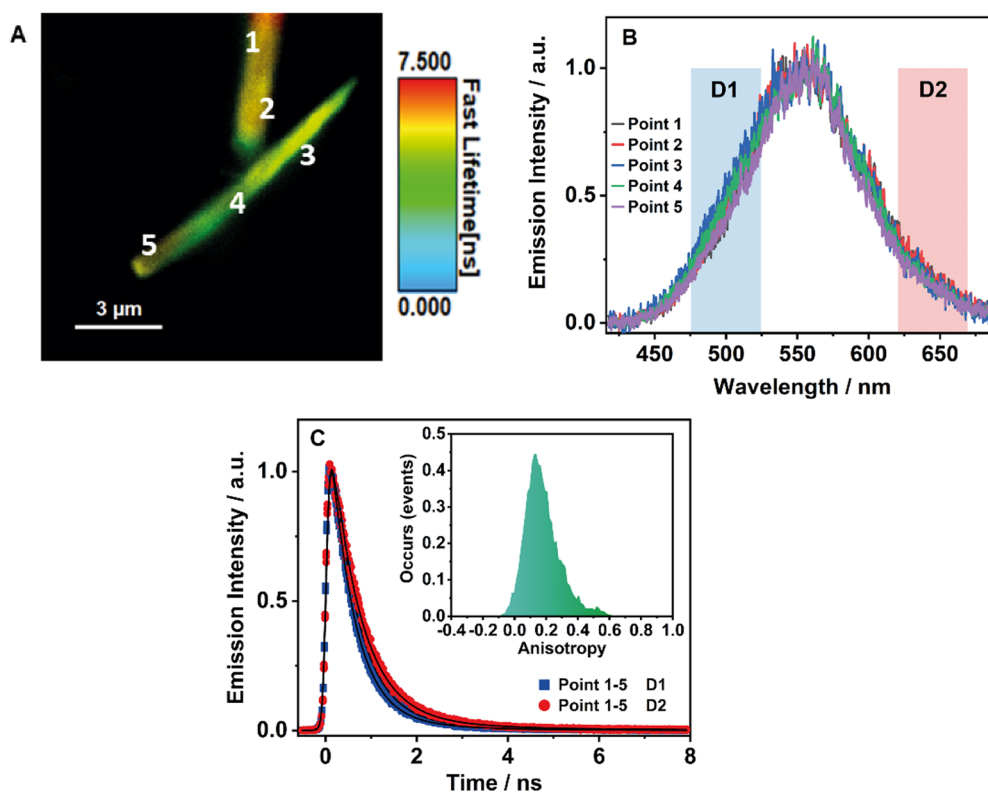 A
1
2
3
4
5
3 µm
7.500
Fast Lifetime[ns]
0.000
B
Emission Intensity / a.u.
1.0
0.5
0.0
D1
D2
Point 1
Point 2
Point 3
Point 4
Point 5
450 500 550 600 650
Wavelength / nm
C
Emission Intensity / a.u.
1.0
0.5
0.0
Occurs (events)
0.5
0.4
0.3
0.2
0.1
0.0
-0.4 -0.2 0.0 0.2 0.4 0.6 0.8 1.0
Anisotropy
Point 1-5 D1
Point 1-5 D2
0 2 4 6 8
Time / ns